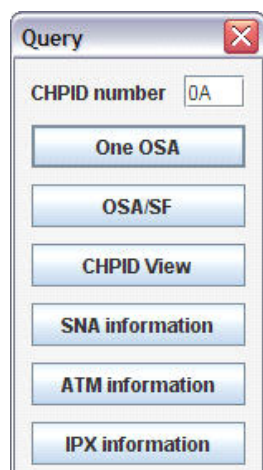 Query
CHPID number 0A
One OSA
OSA/SF
CHPID View
SNA information
ATM information
IPX information